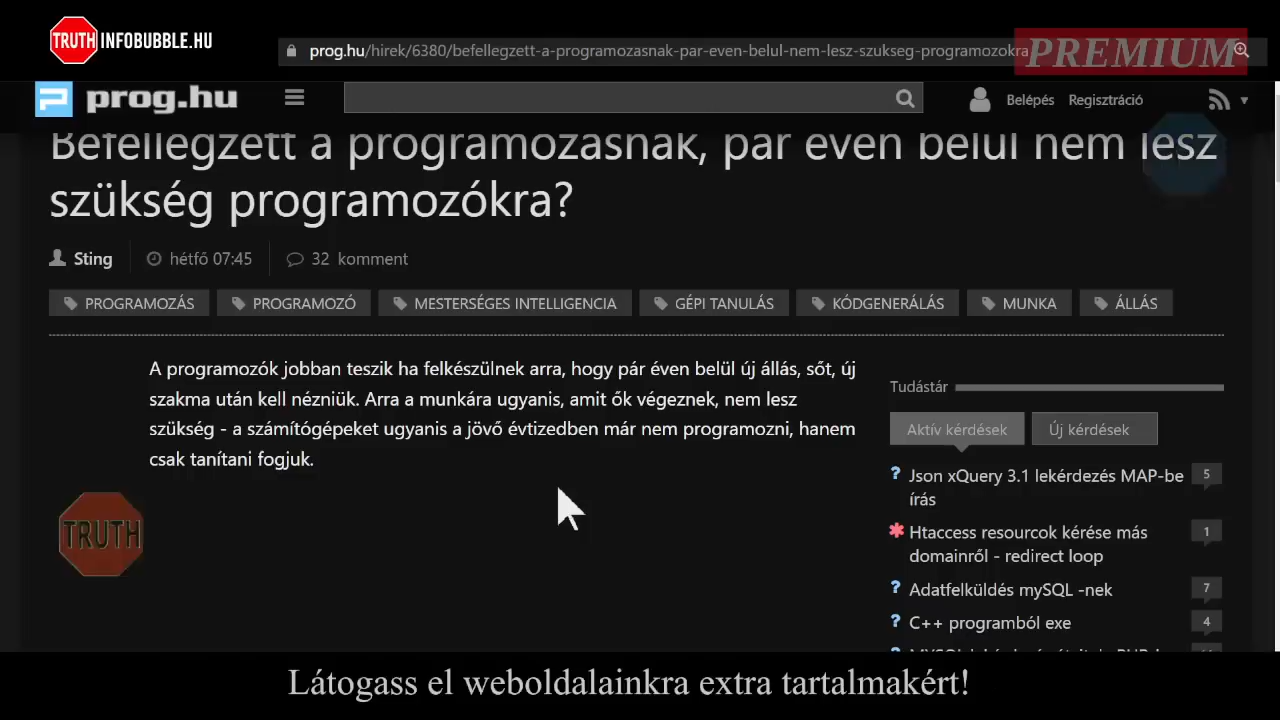 TRUTH INFOBUBBLE.HU
prog.hu/hirek/6380/befellegzett-a-programozasnak-par-even-belul-nem-lesz-szukseg-programozokra
PREMIUM
prog.hu
Belépés Regisztráció
Befellegzett a programozásnak, pár éven belül nem lesz
szükség programozókra?
Sting hétfő 07:45 32 komment
PROGRAMOZÁS PROGRAMOZÓ MESTERSÉGES INTELLIGENCIA GÉPI TANULÁS KÓDGENERÁLÁS MUNKA ÁLLÁS
A programozók jobban teszik ha felkészülnek arra, hogy pár éven belül új állás, sőt, új
szakma után kell nézniük. Arra a munkára ugyanis, amit ők végeznek, nem lesz
szükség - a számítógépeket ugyanis a jövő évtizedben már nem programozni, hanem
csak tanítani fogjuk.
TRUTH
Tudástár
Aktív kérdések Új kérdések
? Json xQuery 3.1 lekérdezés MAP-be 5
írás
* Htaccess resourcok kérése más 1
domainről - redirect loop
? Adatfelküldés mySQL -nek 7
? C++ programból exe 4
Látogass el weboldalainkra extra tartalmakért!